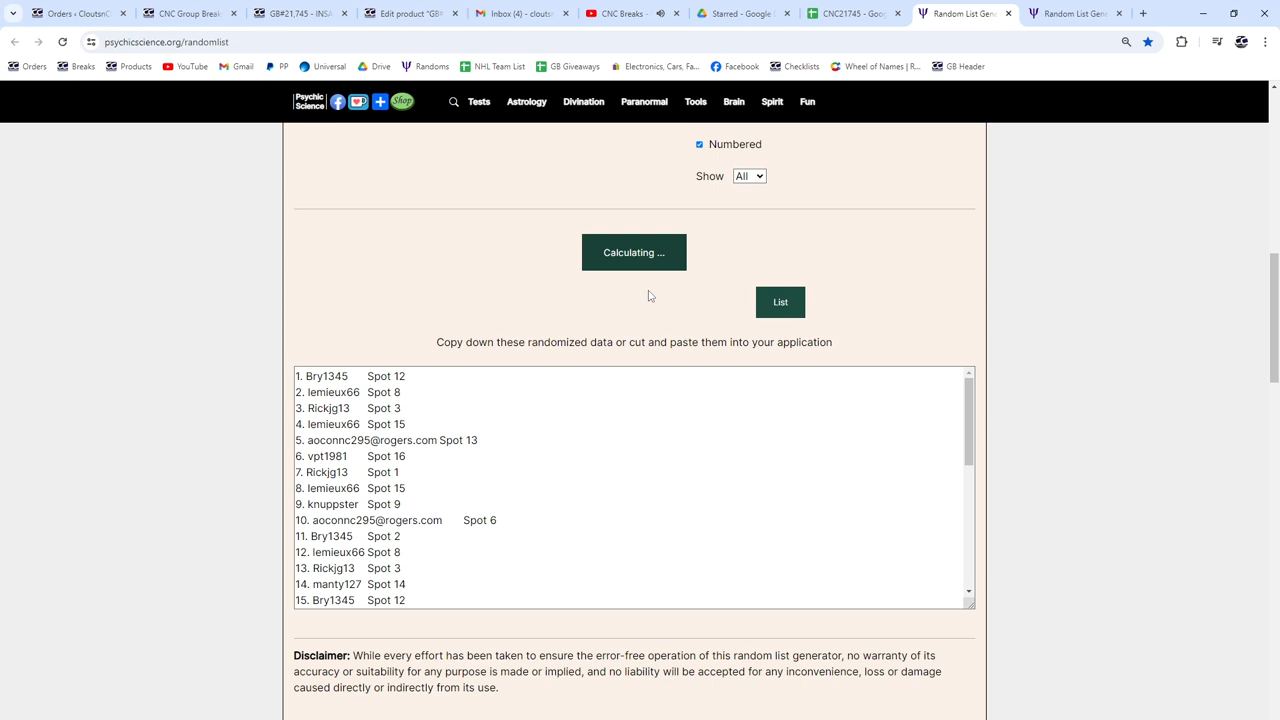 Orders · CloutsnC
CNC Group Break
GB#21,745 - INSA
Edit product "GB#
Inbox (4) - clouts
CNC Breaks -
Starred - Google
CNC21745 - Goo
Random List Gene
Random List Gene
psychicscience.org/randomlist
Orders
Breaks
Products
YouTube
Gmail
PP
Universal
Drive
Randoms
NHL Team List
GB Giveaways
Electronics, Cars, Fa...
Facebook
Checklists
Wheel of Names | R...
GB Header
Psychic
Science
Shop
Tests
Astrology
Divination
Paranormal
Tools
Brain
Spirit
Fun
Numbered
Show All
Calculating ...
List
Copy down these randomized data or cut and paste them into your application
1. Bry1345 Spot 12
2. lemieux66 Spot 8
3. Rickjg13 Spot 3
4. lemieux66 Spot 15
5. aoconnc295@rogers.com Spot 13
6. vpt1981 Spot 16
7. Rickjg13 Spot 1
8. lemieux66 Spot 15
9. knuppster Spot 9
10. aoconnc295@rogers.com Spot 6
11. Bry1345 Spot 2
12. lemieux66 Spot 8
13. Rickjg13 Spot 3
14. manty127 Spot 14
15. Bry1345 Spot 12
Disclaimer: While every effort has been taken to ensure the error-free operation of this random list generator, no warranty of its
accuracy or suitability for any purpose is made or implied, and no liability will be accepted for any inconvenience, loss or damage
caused directly or indirectly from its use.